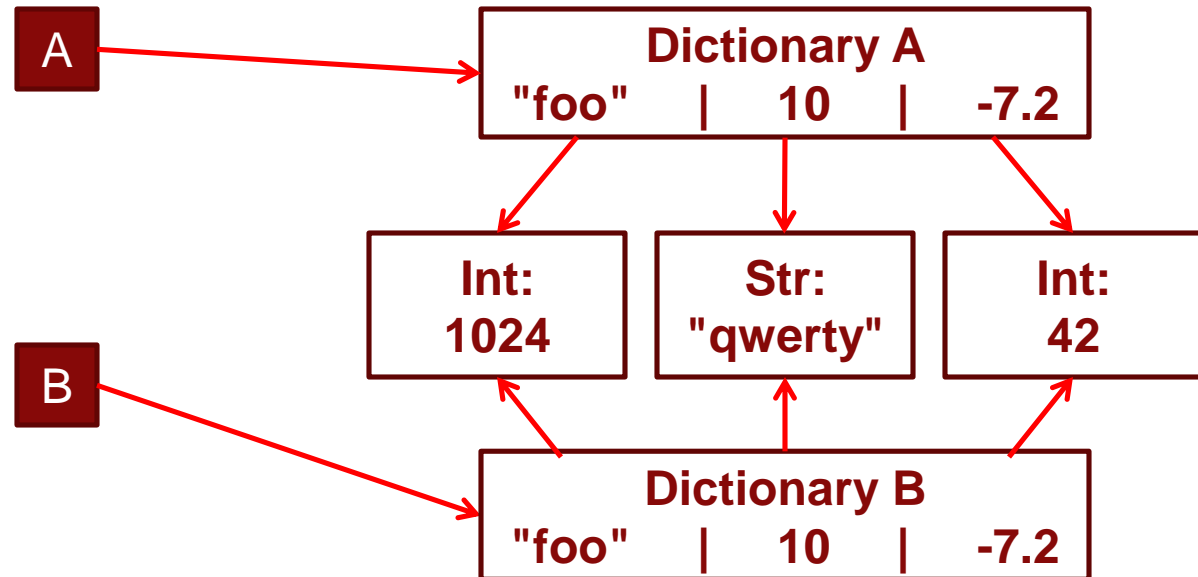 A
Dictionary A
"foo" | 10 | -7.2
Int:
1024
Str:
"qwerty"
Int:
42
B
Dictionary B
"foo" | 10 | -7.2